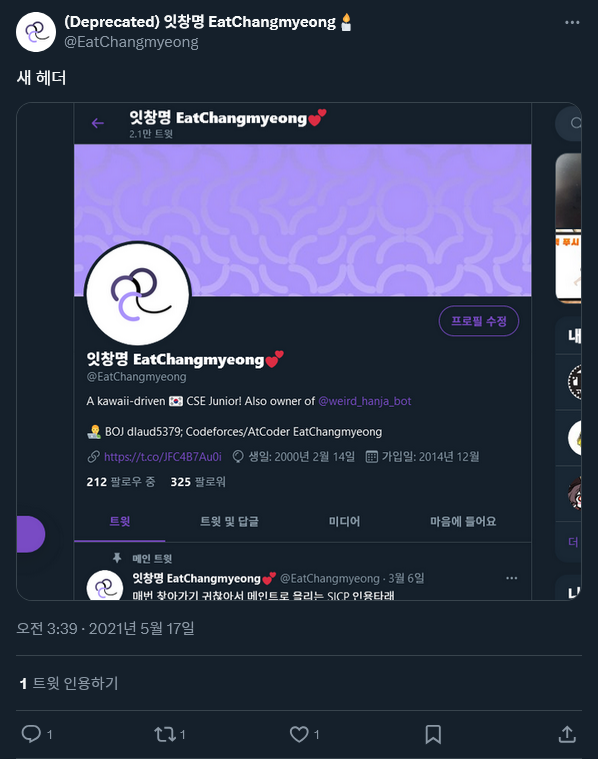 (Deprecated) 잇창명 EatChangmyeong🕯️
@EatChangmyeong
새 헤더
잇창명 EatChangmyeong💕
2.1만 트윗
프로필 수정
잇창명 EatChangmyeong💕
@EatChangmyeong
A kawaii-driven 🇰🇷 CSE Junior! Also owner of @weird_hanja_bot
BOJ dlaud5379; Codeforces/AtCoder EatChangmyeong
https://t.co/JFC4B7Au0i 생일: 2000년 2월 14일 가입일: 2014년 12월
212 팔로우 중 325 팔로워
트윗 트윗 및 답글 미디어 마음에 들어요
메인 트윗
잇창명 EatChangmyeong💕 @EatChangmyeong · 3월 6일
매번 찾아가기 귀찮아서 메인트로 올리는 SICP 인용타래
푸시
내
더
오전 3:39 · 2021년 5월 17일
1 트윗 인용하기
1 1 1